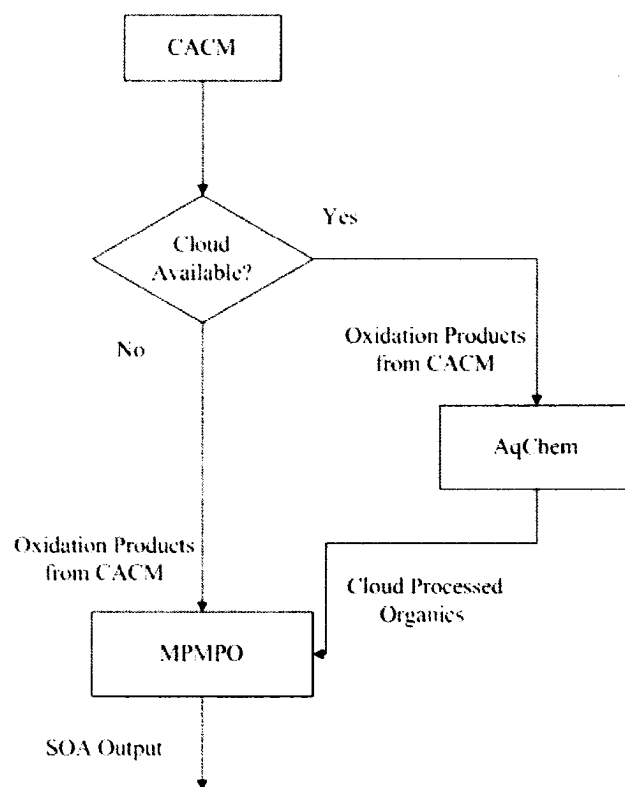 CACM
Yes
Cloud
Available?
No
Oxidation Products
from CACM
AqChem
Oxidation Products
from CACM
Cloud Processed
Organics
MPMPO
SOA Output